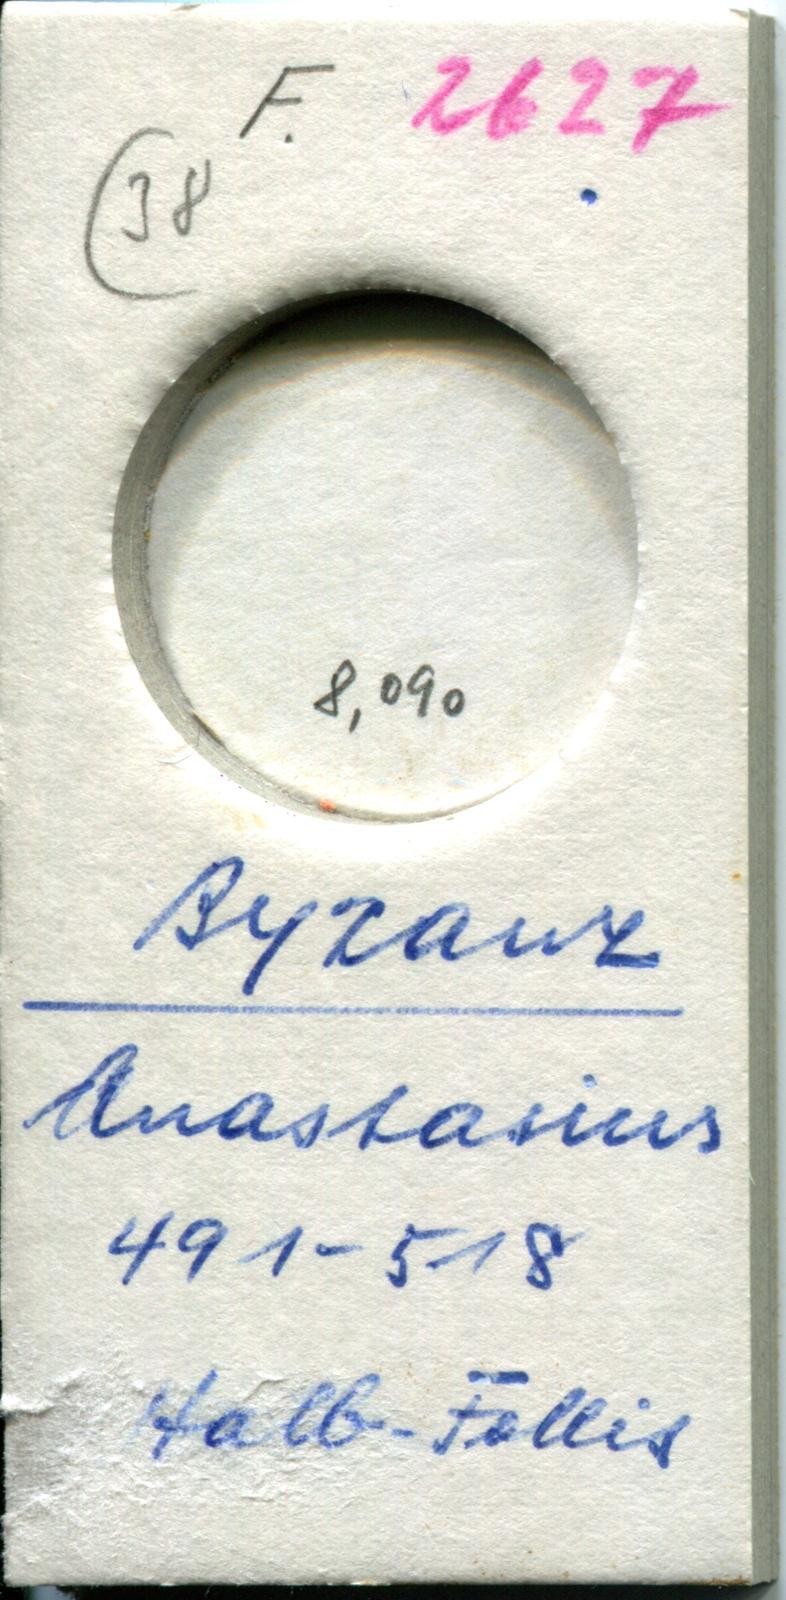 F. 2627
(38
8,090
Byzanz
Anastasius
491-518
Halb-Follis